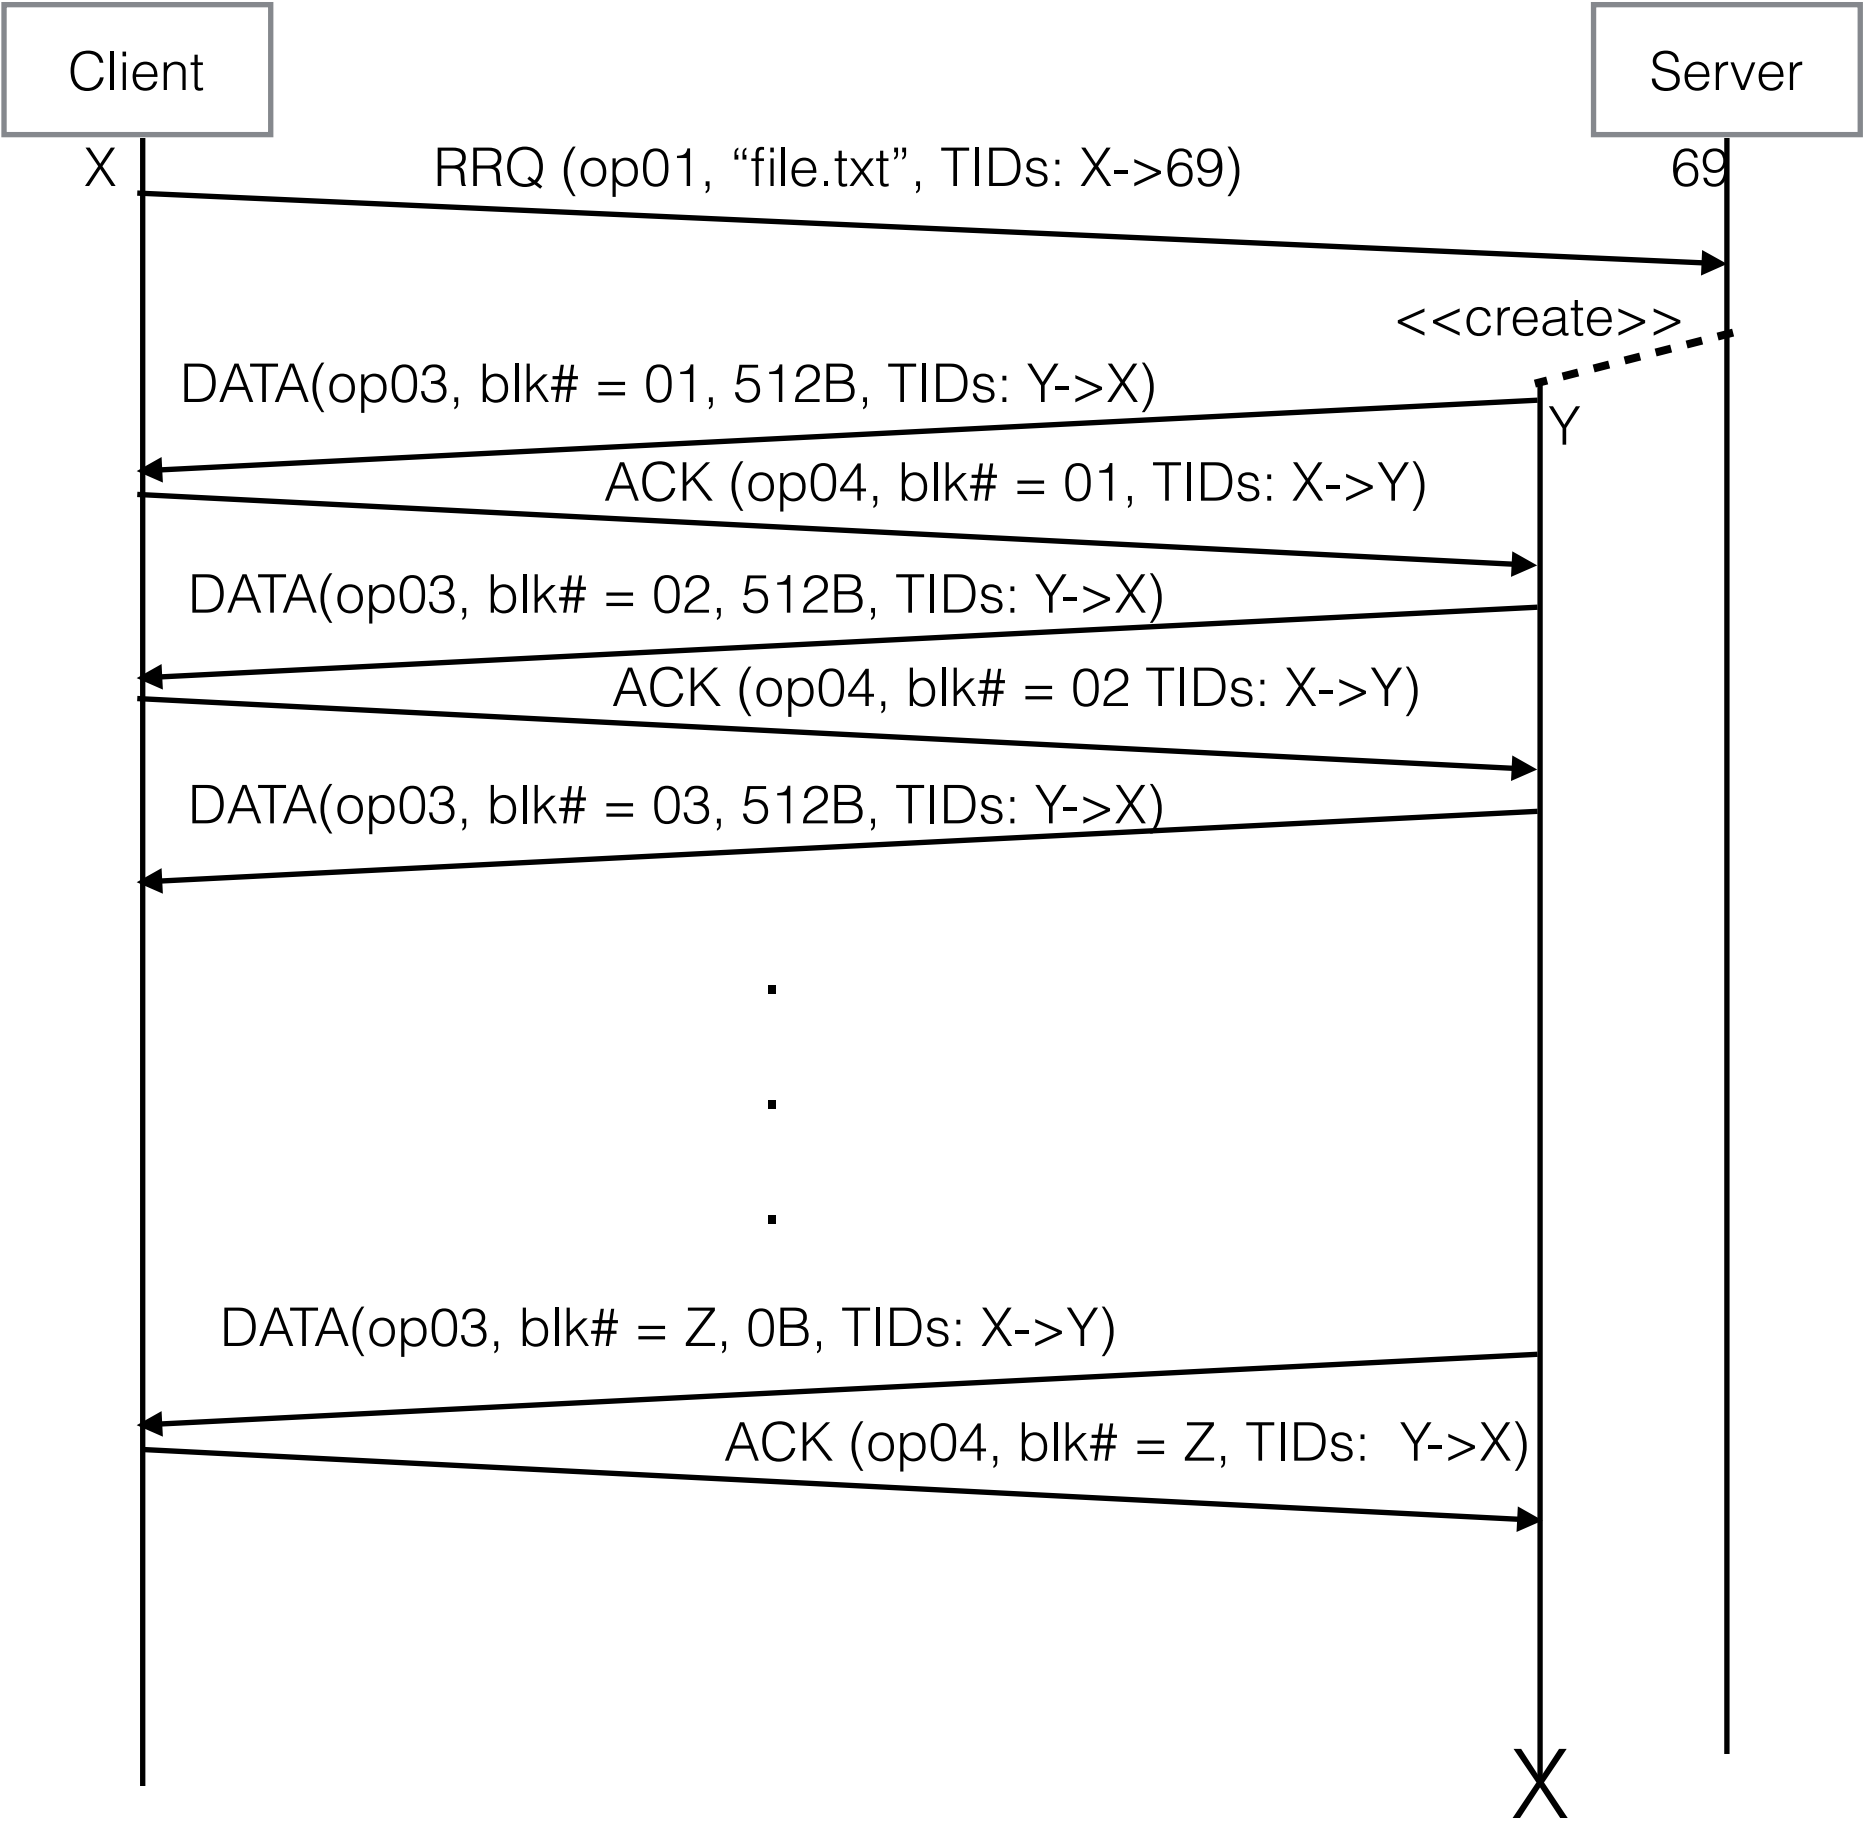 Client
Server
X
RRQ (op01, “file.txt”, TIDs: X->69)
69
<<create>>
DATA(op03, blk# = 01, 512B, TIDs: Y->X)
Y
ACK (op04, blk# = 01, TIDs: X->Y)
DATA(op03, blk# = 02, 512B, TIDs: Y->X)
ACK (op04, blk# = 02 TIDs: X->Y)
DATA(op03, blk# = 03, 512B, TIDs: Y->X)
.
.
.
DATA(op03, blk# = Z, 0B, TIDs: X->Y)
ACK (op04, blk# = Z, TIDs:  Y->X)
X